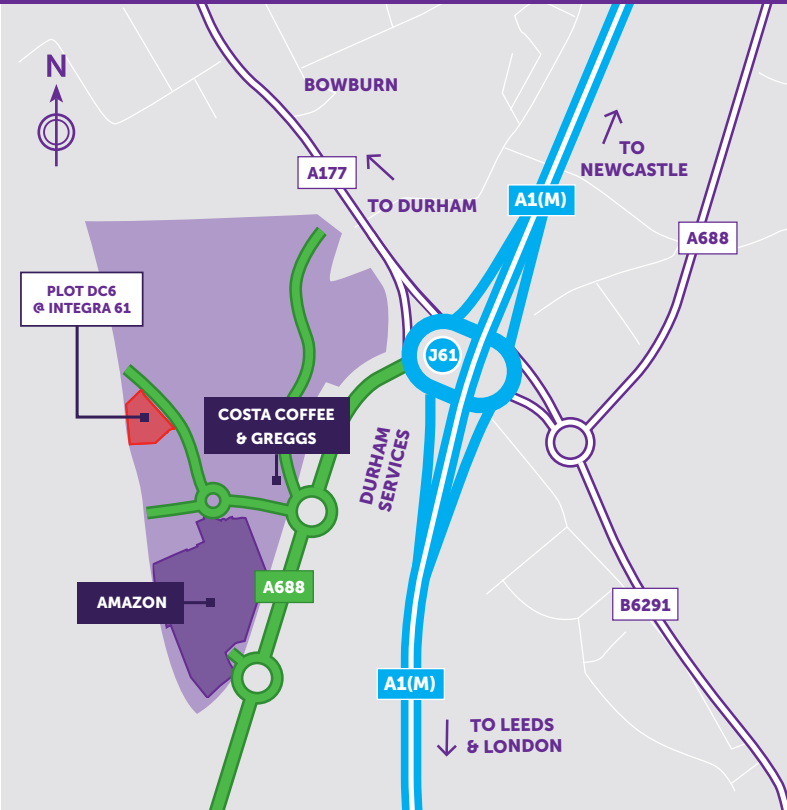 N
BOWBURN
A177
TO DURHAM
TO
NEWCASTLE
A1(M)
A688
PLOT DC6
@ INTEGRA 61
J61
COSTA COFFEE
& GREGGS
DURHAM
SERVICES
A688
AMAZON
B6291
A1(M)
TO LEEDS
& LONDON